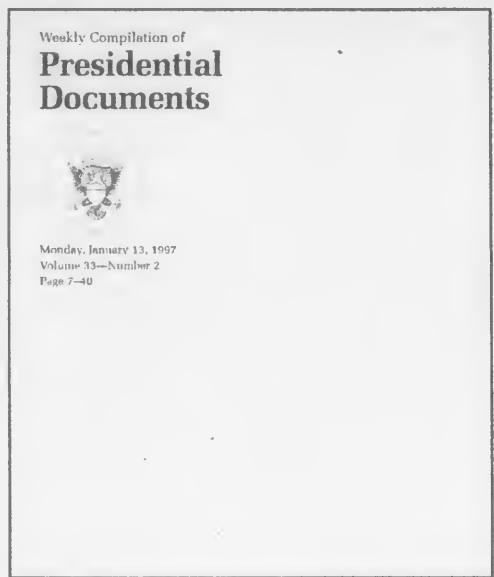 Weekly Compilation of
Presidential
Documents
Monday, January 13, 1997
Volume 33—Number 2
Page 7–40